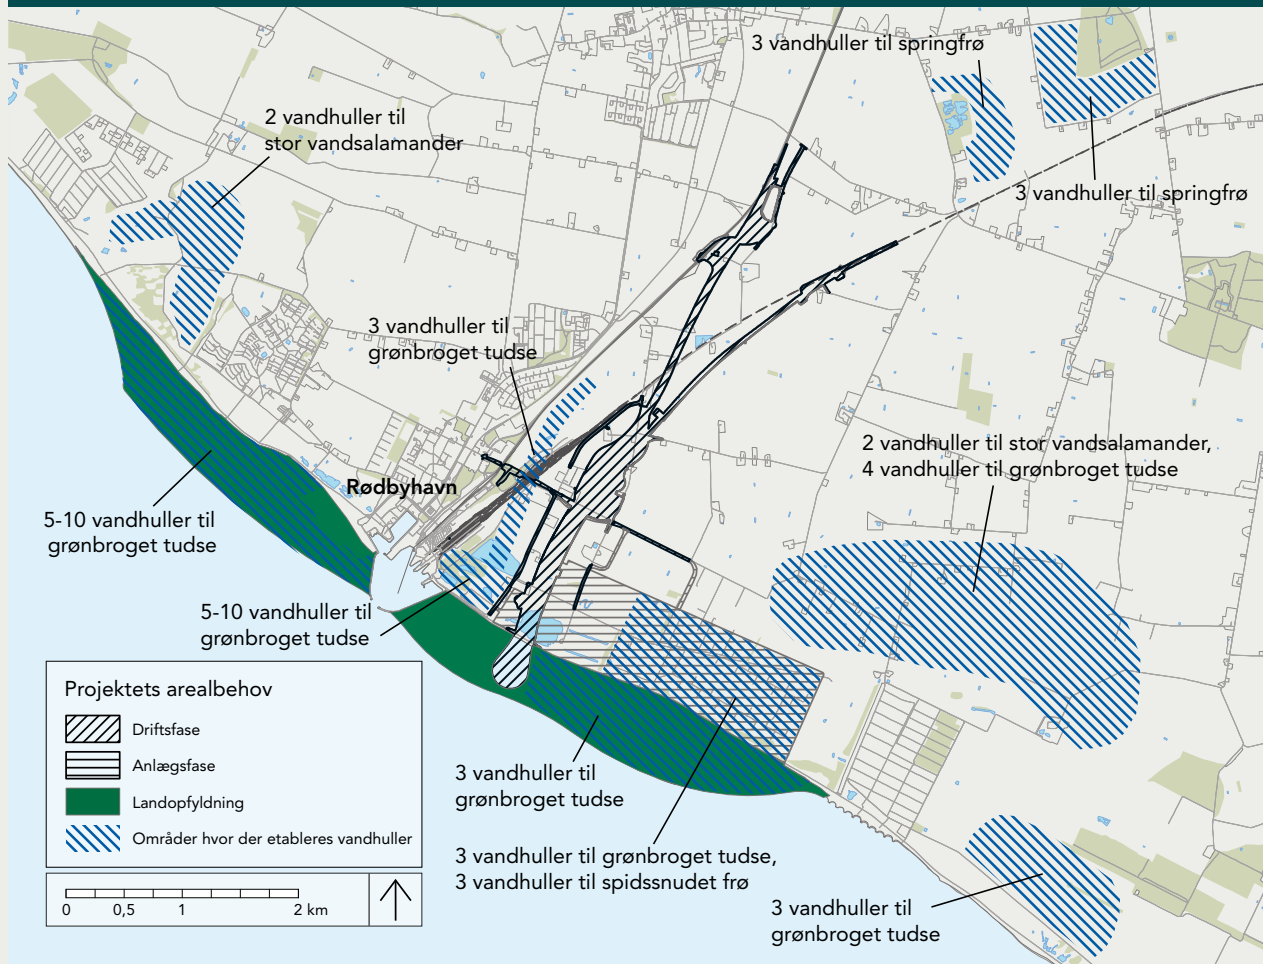 3 vandhuller til springfrø
2 vandhuller til
stor vandsalamander
3 vandhuller til springfrø
3 vandhuller til
grønbroget tudse
2 vandhuller til stor vandsalamander,
4 vandhuller til grønbroget tudse
Rødbyhavn
5-10 vandhuller til
grønbroget tudse
5-10 vandhuller til
grønbroget tudse
Projektets arealbehov
Driftsfase
Anlægsfase
Landopfyldning
Områder hvor der etableres vandhuller
0 0,5 1 2 km
3 vandhuller til
grønbroget tudse
3 vandhuller til grønbroget tudse,
3 vandhuller til spidssnudet frø
3 vandhuller til
grønbroget tudse